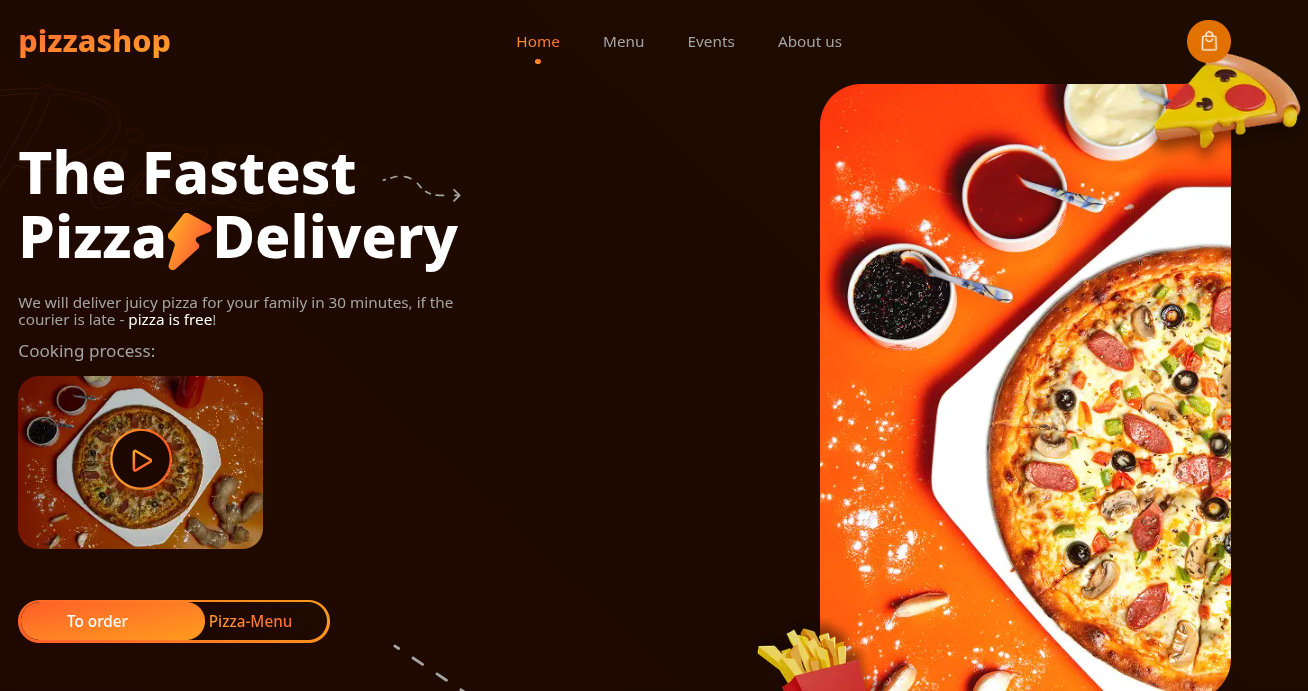 pizzashop
Home
Menu
Events
About us
The Fastest
Pizza Delivery
We will deliver juicy pizza for your family in 30 minutes, if the
courier is late - pizza is free!
Cooking process:
To order
Pizza-Menu